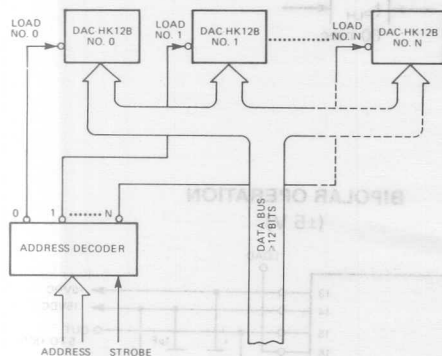 LOAD
NO. 0
DAC-HK12B
NO. 0
LOAD
NO. 1
DAC-HK12B
NO. 1
LOAD
NO. N
DAC-HK12B
NO. N
0 1 N
ADDRESS DECODER
DATA BUS
>12 BITS
ADDRESS
STROBE
BIPOLAR OPERATION